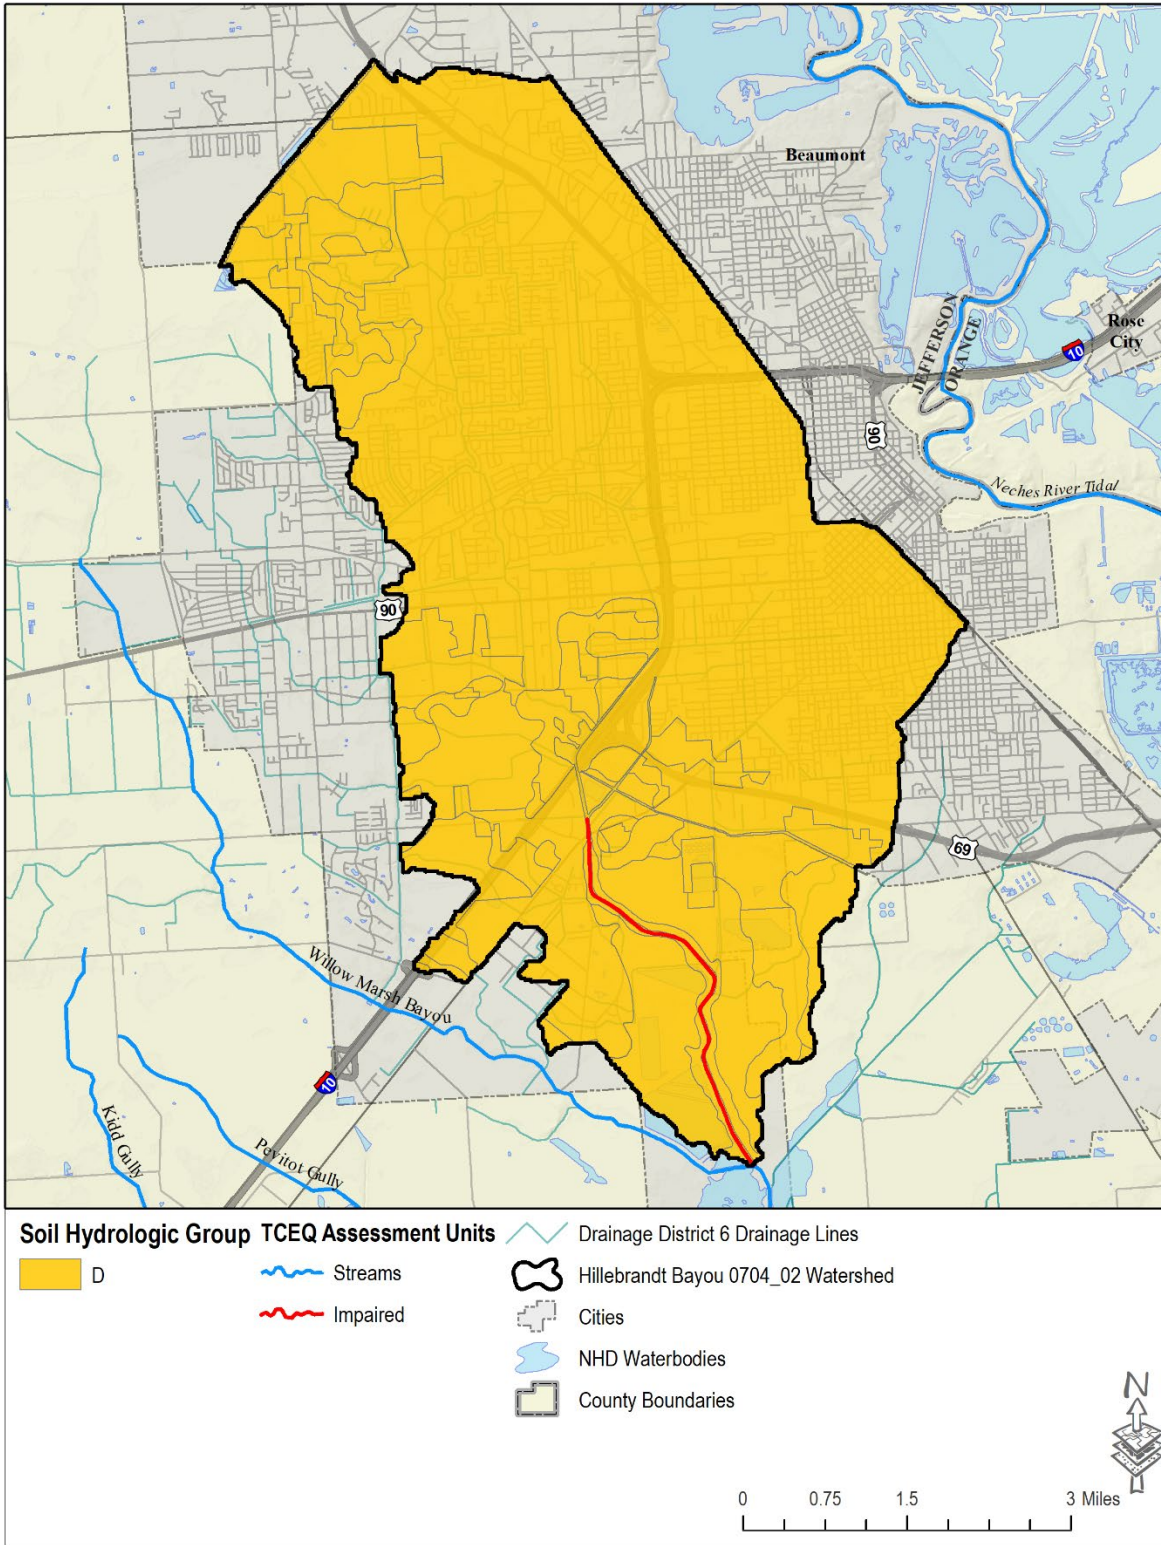 Beaumont
Rose
City
JEFFERSON
ORANGE
10
90
Neches River Tidal
90
69
Willow Marsh Bayou
10
Kidd Gully
Pevitot Gully
Soil Hydrologic Group
D
TCEQ Assessment Units
Streams
Impaired
Drainage District 6 Drainage Lines
Hillebrandt Bayou 0704_02 Watershed
Cities
NHD Waterbodies
County Boundaries
N
0 0.75 1.5 3 Miles